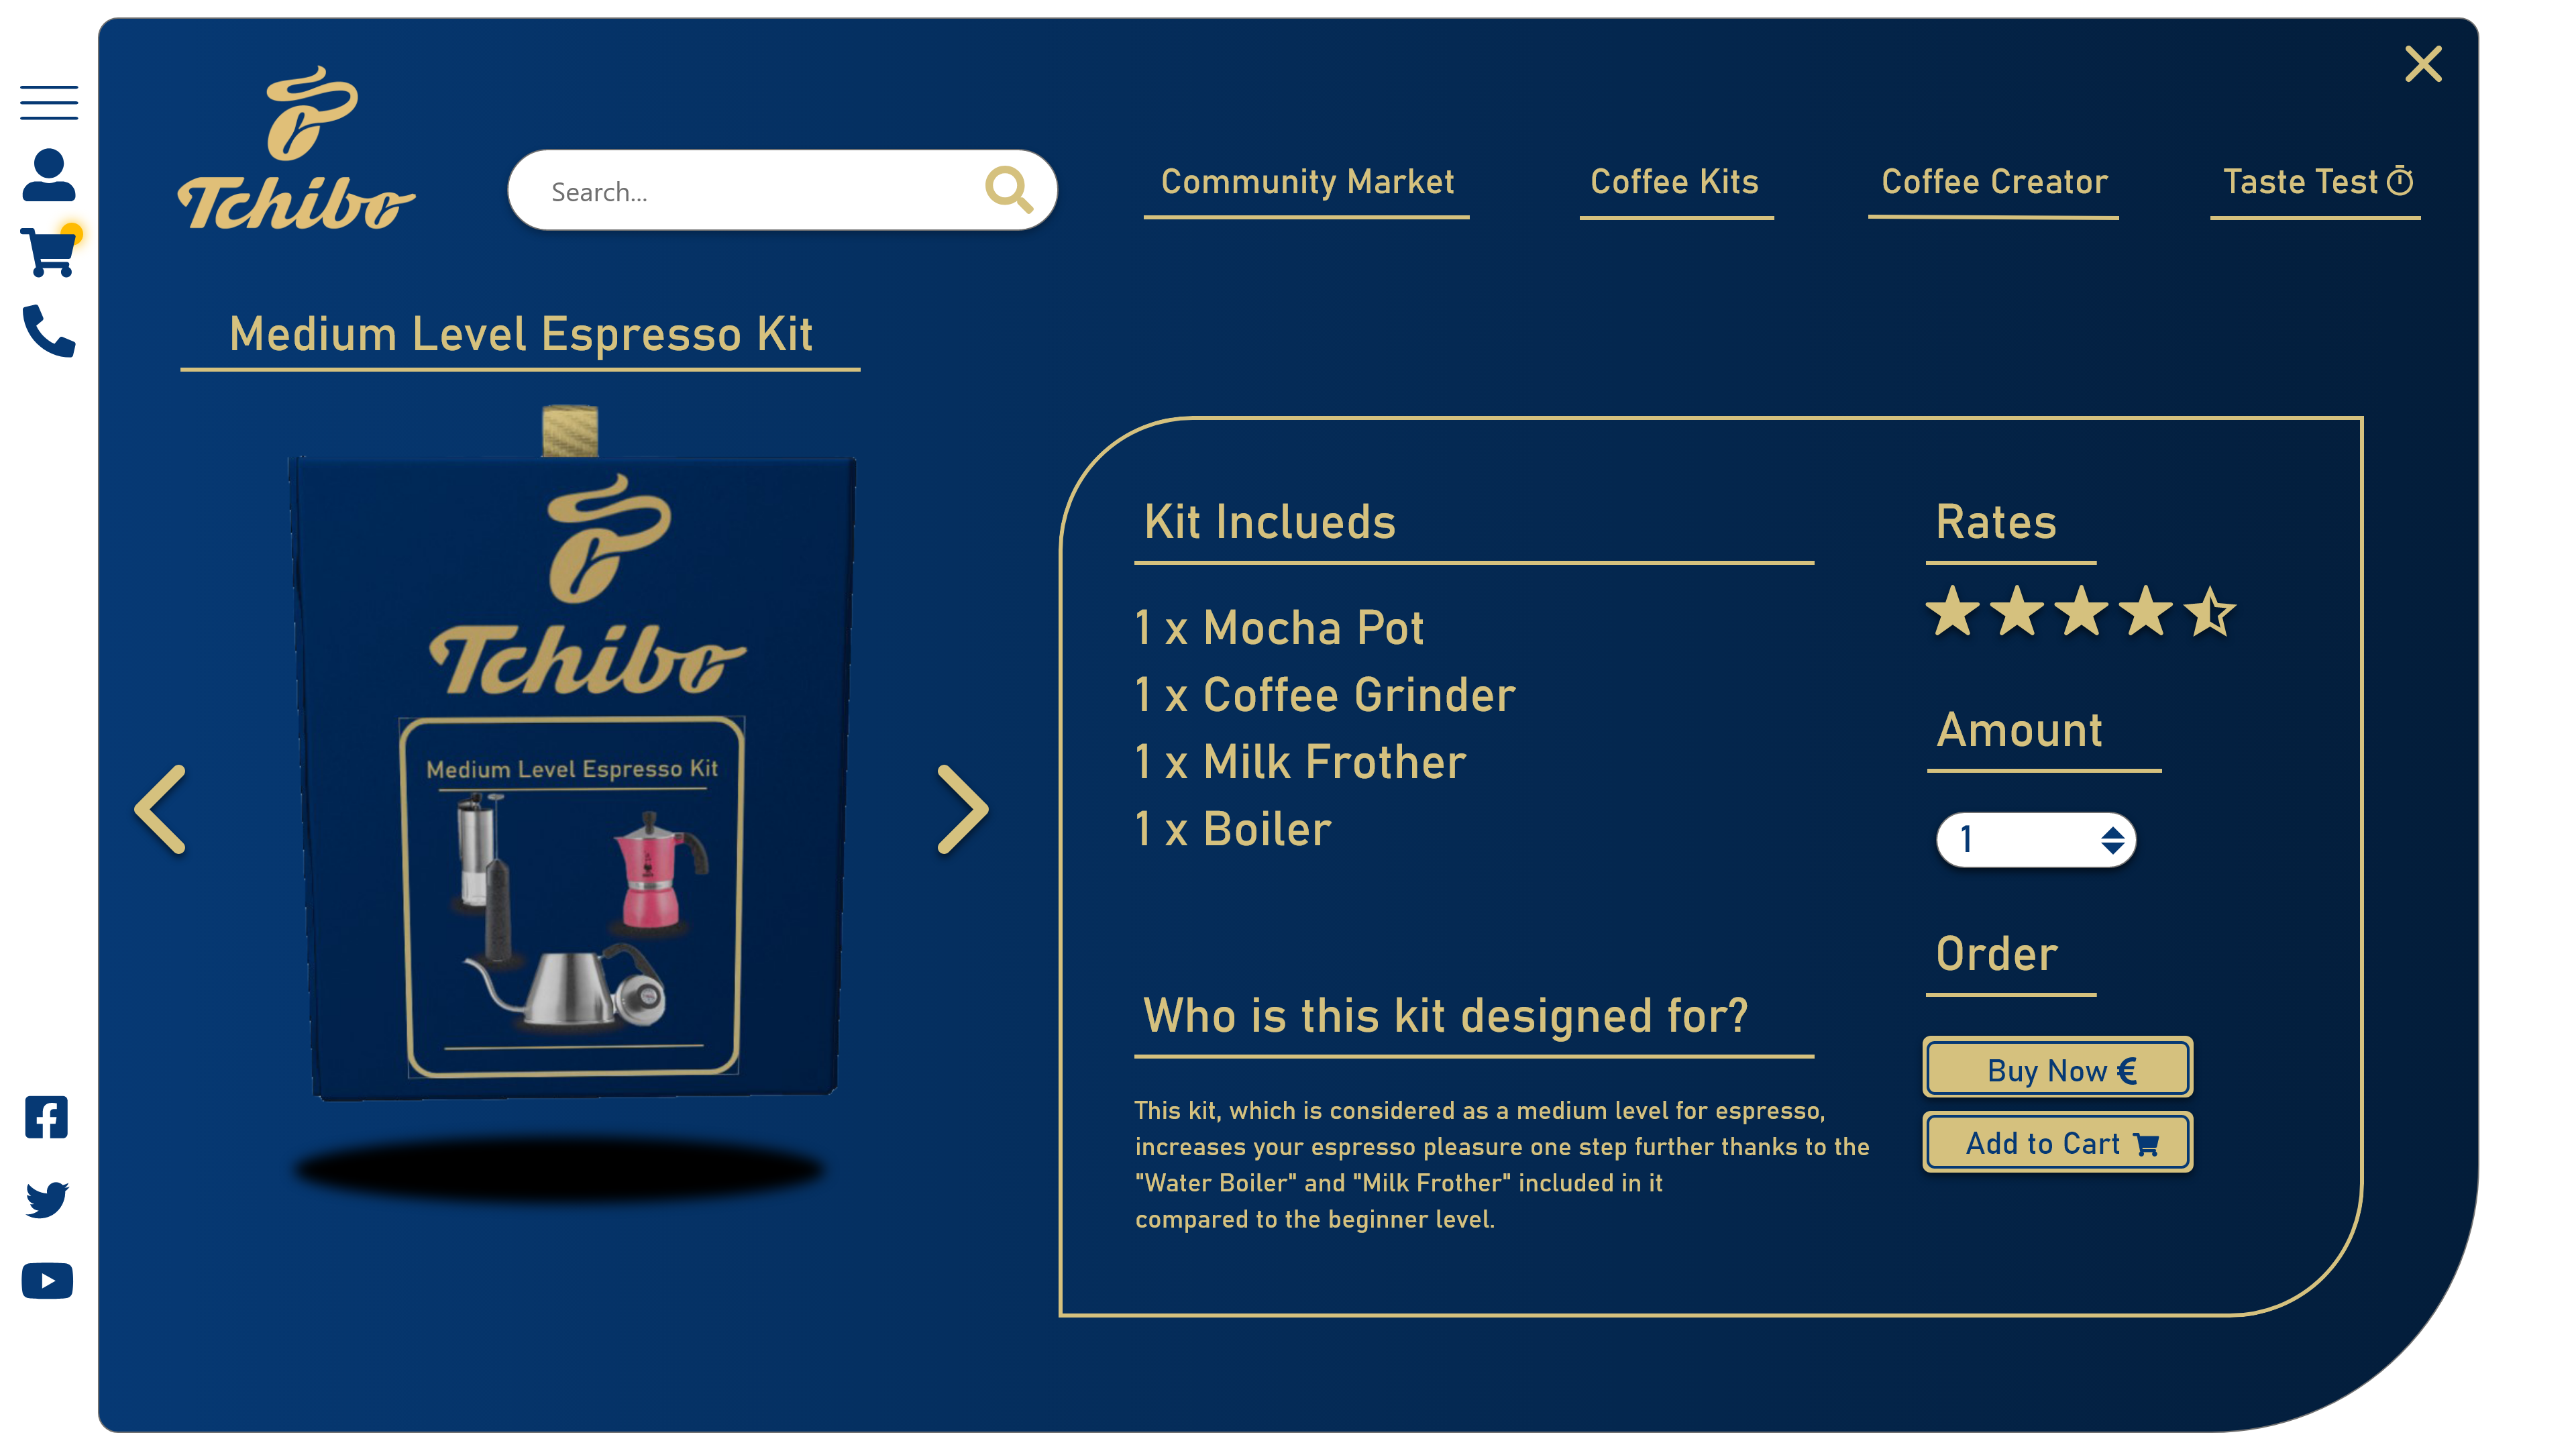 Tchibo
Search...
Community Market
Coffee Kits
Coffee Creator
Taste Test
Medium Level Espresso Kit
Tchibo
Medium Level Espresso Kit
Kit Inclueds
1 x Mocha Pot
1 x Coffee Grinder
1 x Milk Frother
1 x Boiler
Who is this kit designed for?
This kit, which is considered as a medium level for espresso,
increases your espresso pleasure one step further thanks to the
"Water Boiler" and "Milk Frother" included in it
compared to the beginner level.
Rates
Amount
1
Order
Buy Now €
Add to Cart